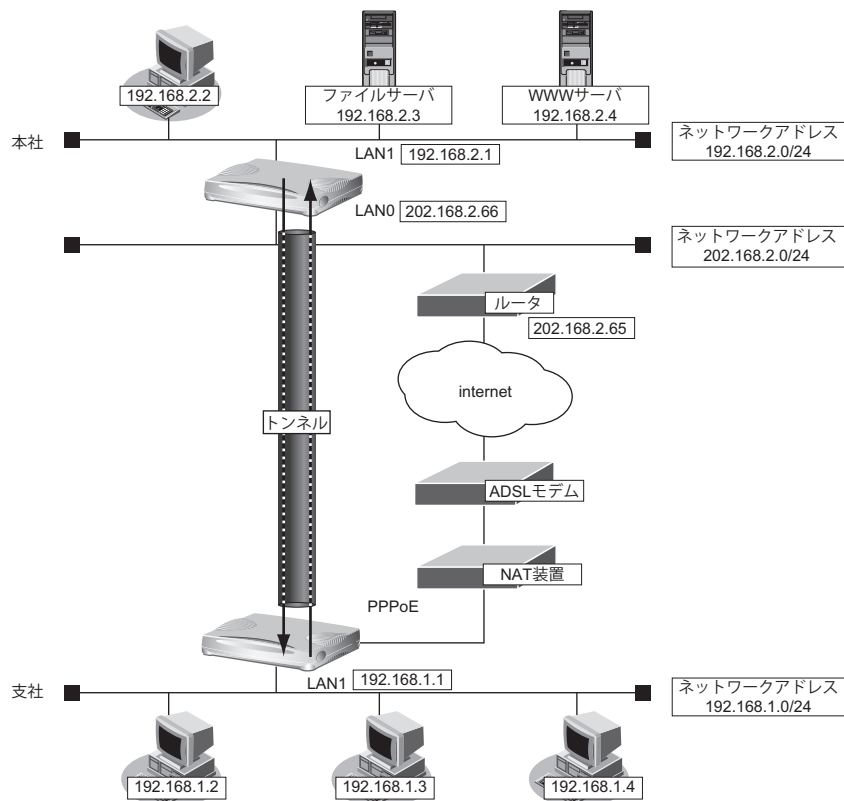 192.168.2.2
ファイルサーバ
192.168.2.3
WWWサーバ
192.168.2.4
本社
ネットワークアドレス
192.168.2.0/24
LAN1 192.168.2.1
LAN0 202.168.2.66
ネットワークアドレス
202.168.2.0/24
ルータ
202.168.2.65
internet
トンネル
ADSLモデム
NAT装置
PPPoE
支社
LAN1 192.168.1.1
ネットワークアドレス
192.168.1.0/24
192.168.1.2
192.168.1.3
192.168.1.4